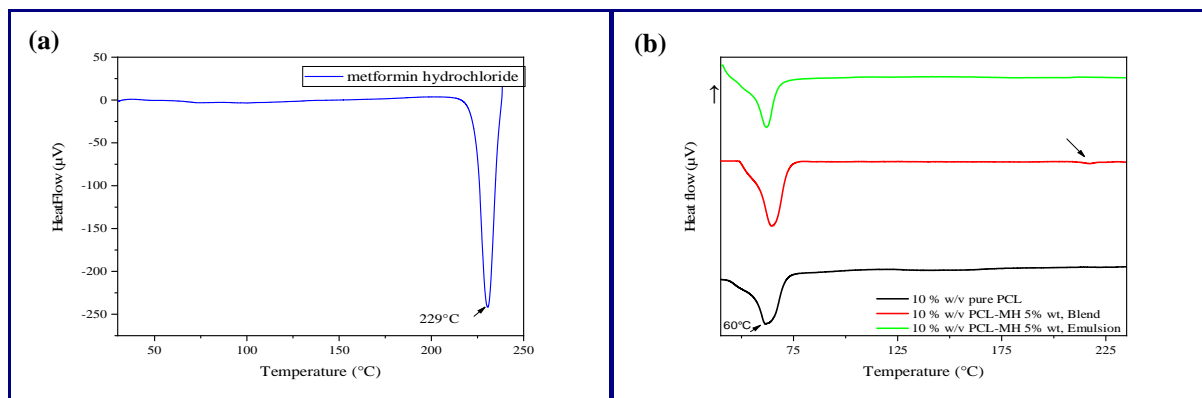 (a)
50
0
-50
-100
-150
-200
-250
HeatFlow (µV)
metformin hydrochloride
229°C
50
100
150
200
250
Temperature (°C)
(b)
Heat flow (µV)
10 % w/v pure PCL
10 % w/v PCL-MH 5% wt, Blend
10 % w/v PCL-MH 5% wt, Emulsion
60°C
75
125
175
225
Temperature (°C)